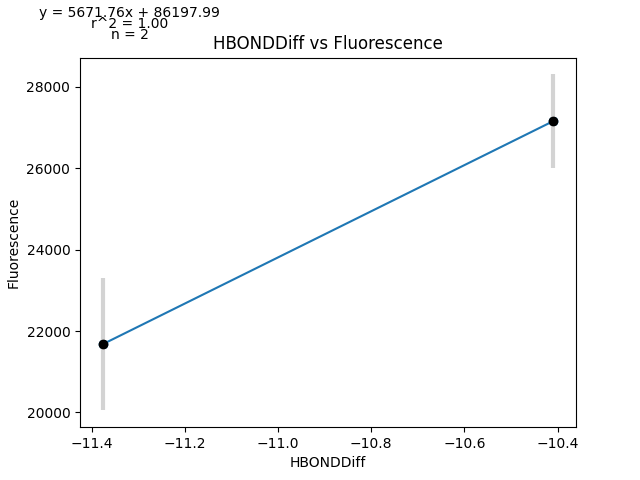 y = 5671.76x + 86197.99
r^2 = 1.00
n = 2
HBONDDiff vs Fluorescence
28000
26000
24000
22000
20000
Fluorescence
−11.4
−11.2
−11.0
−10.8
−10.6
−10.4
HBONDDiff